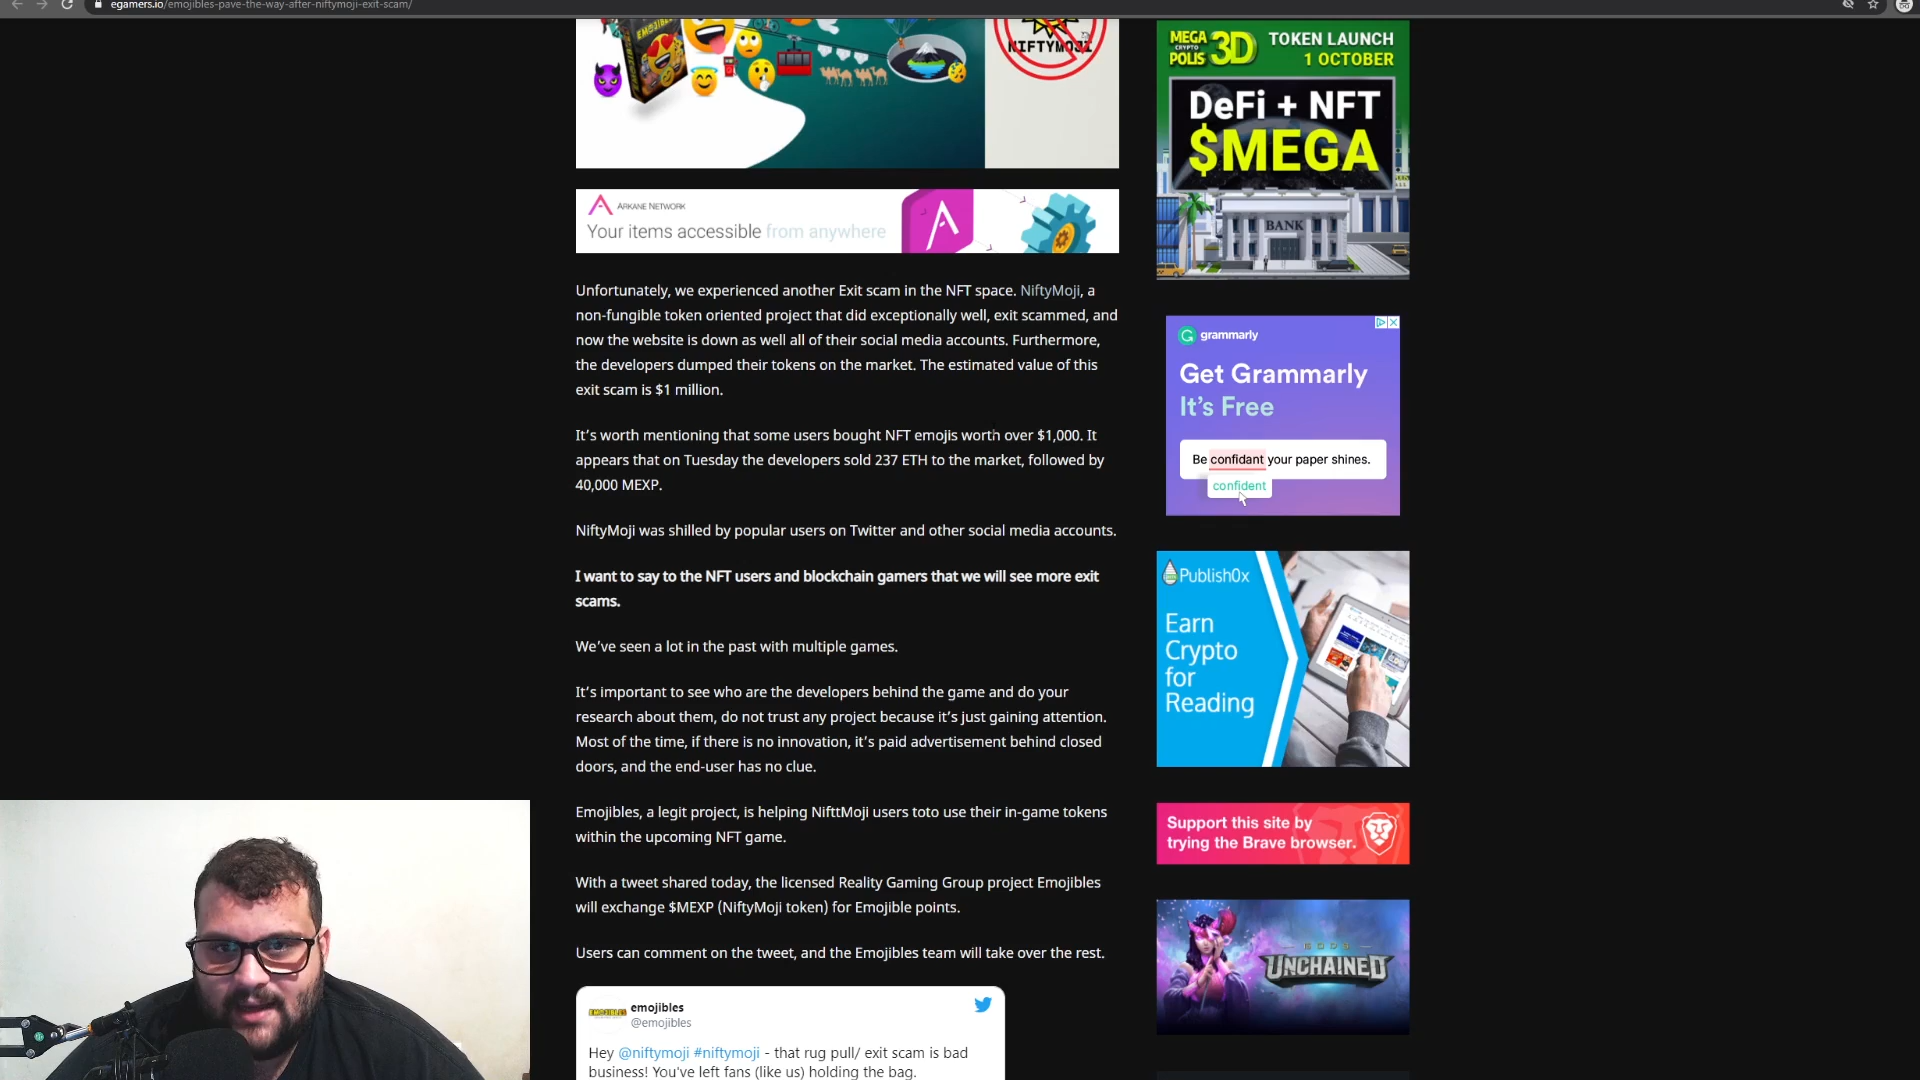 egamers.io/emojibles-pave-the-way-after-niftymoji-exit-scam/
EMOJIBLES
NIFTYMOJI
ARKANE NETWORK
Your items accessible from anywhere
Unfortunately, we experienced another Exit scam in the NFT space. NiftyMoji, a
non-fungible token oriented project that did exceptionally well, exit scammed, and
now the website is down as well all of their social media accounts. Furthermore,
the developers dumped their tokens on the market. The estimated value of this
exit scam is $1 million.
It's worth mentioning that some users bought NFT emojis worth over $1,000. It
appears that on Tuesday the developers sold 237 ETH to the market, followed by
40,000 MEXP.
NiftyMoji was shilled by popular users on Twitter and other social media accounts.
I want to say to the NFT users and blockchain gamers that we will see more exit
scams.
We've seen a lot in the past with multiple games.
It's important to see who are the developers behind the game and do your
research about them, do not trust any project because it's just gaining attention.
Most of the time, if there is no innovation, it's paid advertisement behind closed
doors, and the end-user has no clue.
Emojibles, a legit project, is helping NifttMoji users toto use their in-game tokens
within the upcoming NFT game.
With a tweet shared today, the licensed Reality Gaming Group project Emojibles
will exchange $MEXP (NiftyMoji token) for Emojible points.
Users can comment on the tweet, and the Emojibles team will take over the rest.
EMOJIBLES
emojibles
@emojibles
Hey @niftymoji #niftymoji - that rug pull/ exit scam is bad
business! You've left fans (like us) holding the bag.
MEGA
CRYPTO
POLIS
3D
TOKEN LAUNCH
1 OCTOBER
DeFi + NFT
$MEGA
BANK
grammarly
Get Grammarly
It's Free
Be confidant your paper shines.
confident
Publish0x
Earn
Crypto
for
Reading
Support this site by
trying the Brave browser.
GODS
UNCHAINED